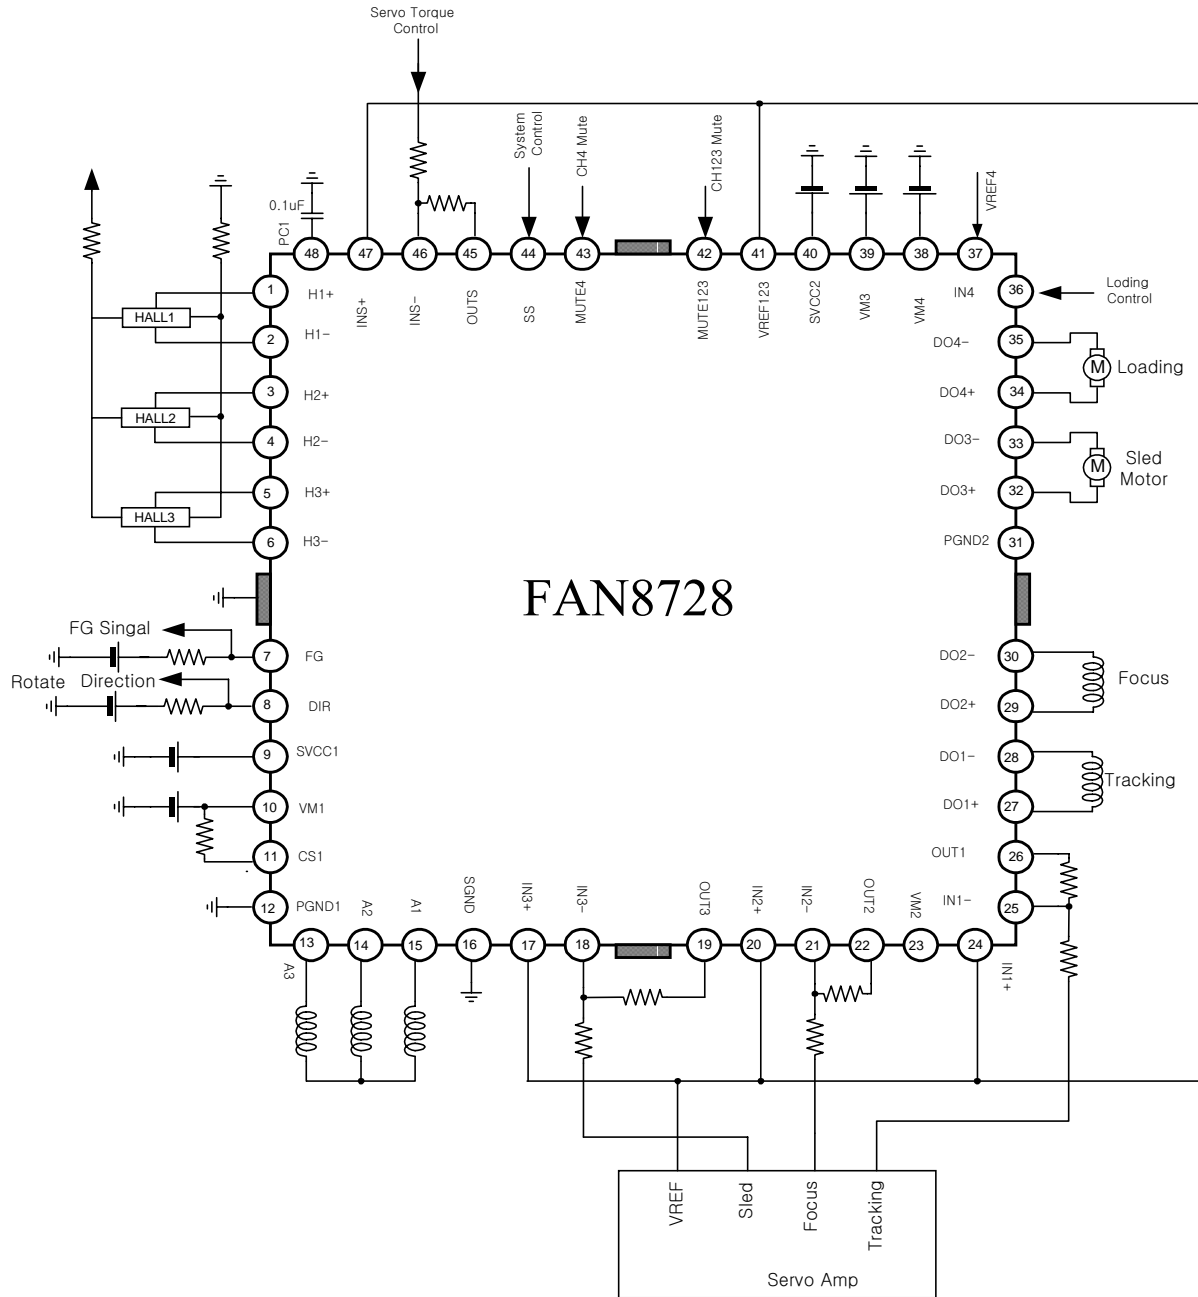 Servo Torque
Control
System
Control
CH4 Mute
CH123 Mute
VREF4
0.1uF
PC1
48
47
46
45
44
43
42
41
40
39
38
37
INS+
INS-
OUTS
SS
MUTE4
MUTE123
VREF123
SVCC2
VM3
VM4
1
H1+
HALL1
2
H1-
3
H2+
HALL2
4
H2-
5
H3+
HALL3
6
H3-
FG Singal
7
FG
Rotate Direction
8
DIR
9
SVCC1
10
VM1
11
CS1
12
PGND1
FAN8728
IN4
36
Loding
Control
DO4-
35
Loading
M
DO4+
34
DO3-
33
Sled
Motor
M
DO3+
32
PGND2
31
DO2-
30
Focus
DO2+
29
DO1-
28
Tracking
DO1+
27
OUT1
26
IN1-
25
A2
A1
SGND
IN3+
IN3-
OUT3
IN2+
IN2-
OUT2
VM2
13
14
15
16
17
18
19
20
21
22
23
24
A3
IN1+
VREF
Sled
Focus
Tracking
Servo Amp